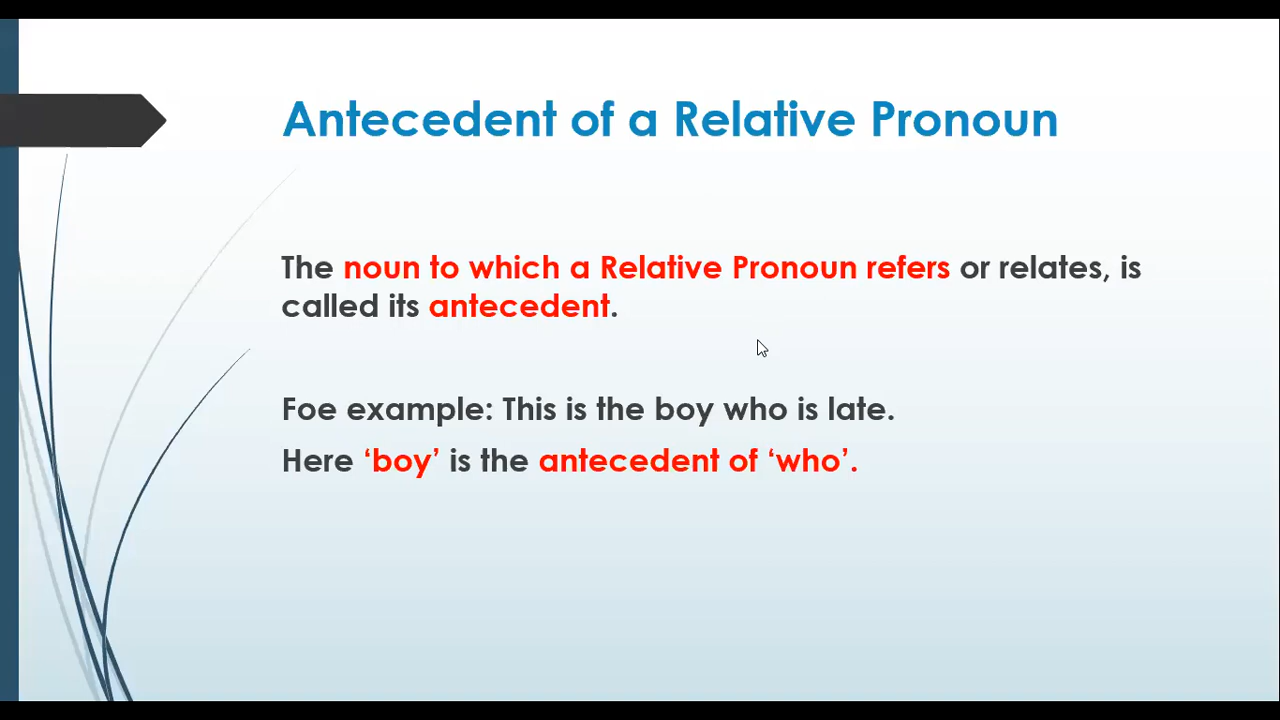 Antecedent of a Relative Pronoun
The noun to which a Relative Pronoun refers or relates, is
called its antecedent.
Foe example: This is the boy who is late.
Here ‘boy’ is the antecedent of ‘who’.